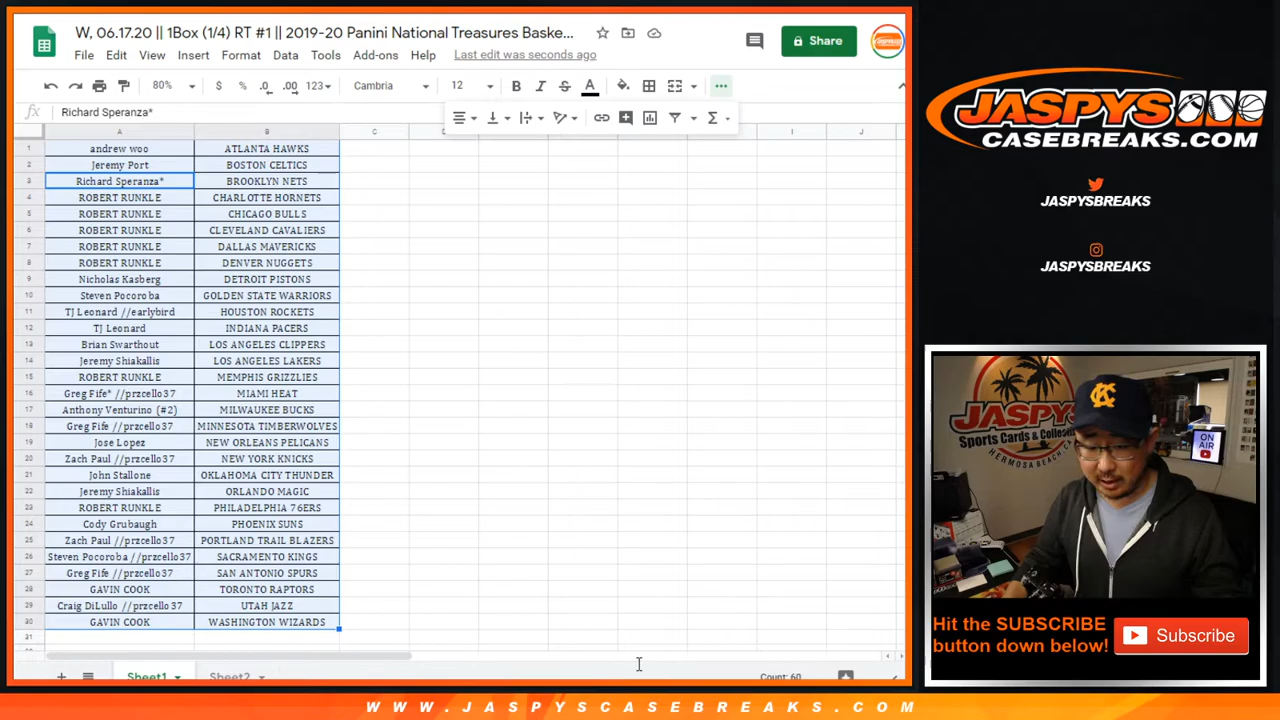 W, 06.17.20 || 1Box (1/4) RT #1 || 2019-20 Panini National Treasures Baske...
File Edit View Insert Format Data Tools Add-ons Help Last edit was seconds ago
Share
80% $ % .0 .00 123 Cambria 12 B I S A
fx Richard Speranza*
A B C I J
1 andrew woo ATLANTA HAWKS
2 Jeremy Port BOSTON CELTICS
3 Richard Speranza* BROOKLYN NETS
4 ROBERT RUNKLE CHARLOTTE HORNETS
5 ROBERT RUNKLE CHICAGO BULLS
6 ROBERT RUNKLE CLEVELAND CAVALIERS
7 ROBERT RUNKLE DALLAS MAVERICKS
8 ROBERT RUNKLE DENVER NUGGETS
9 Nicholas Kasberg DETROIT PISTONS
10 Steven Pocoroba GOLDEN STATE WARRIORS
11 TJ Leonard //earlybird HOUSTON ROCKETS
12 TJ Leonard INDIANA PACERS
13 Brian Swarthout LOS ANGELES CLIPPERS
14 Jeremy Shiakallis LOS ANGELES LAKERS
15 ROBERT RUNKLE MEMPHIS GRIZZLIES
16 Greg Fife* //przcello37 MIAMI HEAT
17 Anthony Venturino (#2) MILWAUKEE BUCKS
18 Greg Fife //przcello37 MINNESOTA TIMBERWOLVES
19 Jose Lopez NEW ORLEANS PELICANS
20 Zach Paul //przcello37 NEW YORK KNICKS
21 John Stallone OKLAHOMA CITY THUNDER
22 Jeremy Shiakallis ORLANDO MAGIC
23 ROBERT RUNKLE PHILADELPHIA 76ERS
24 Cody Grubaugh PHOENIX SUNS
25 Zach Paul //przcello37 PORTLAND TRAIL BLAZERS
26 Steven Pocoroba //przcello37 SACRAMENTO KINGS
27 Greg Fife //przcello37 SAN ANTONIO SPURS
28 GAVIN COOK TORONTO RAPTORS
29 Craig DiLullo //przcello37 UTAH JAZZ
30 GAVIN COOK WASHINGTON WIZARDS
31
Sheet1 Sheet2 Count: 60
JASPYS
CASEBREAKS.COM
JASPYSBREAKS
JASPYSBREAKS
JASPYS
Sports Cards & Collec
HERMOSA BEACH, CA
KC
ON
AIR
Hit the SUBSCRIBE
button down below!
Subscribe
WWW.JASPYSCASEBREAKS.COM